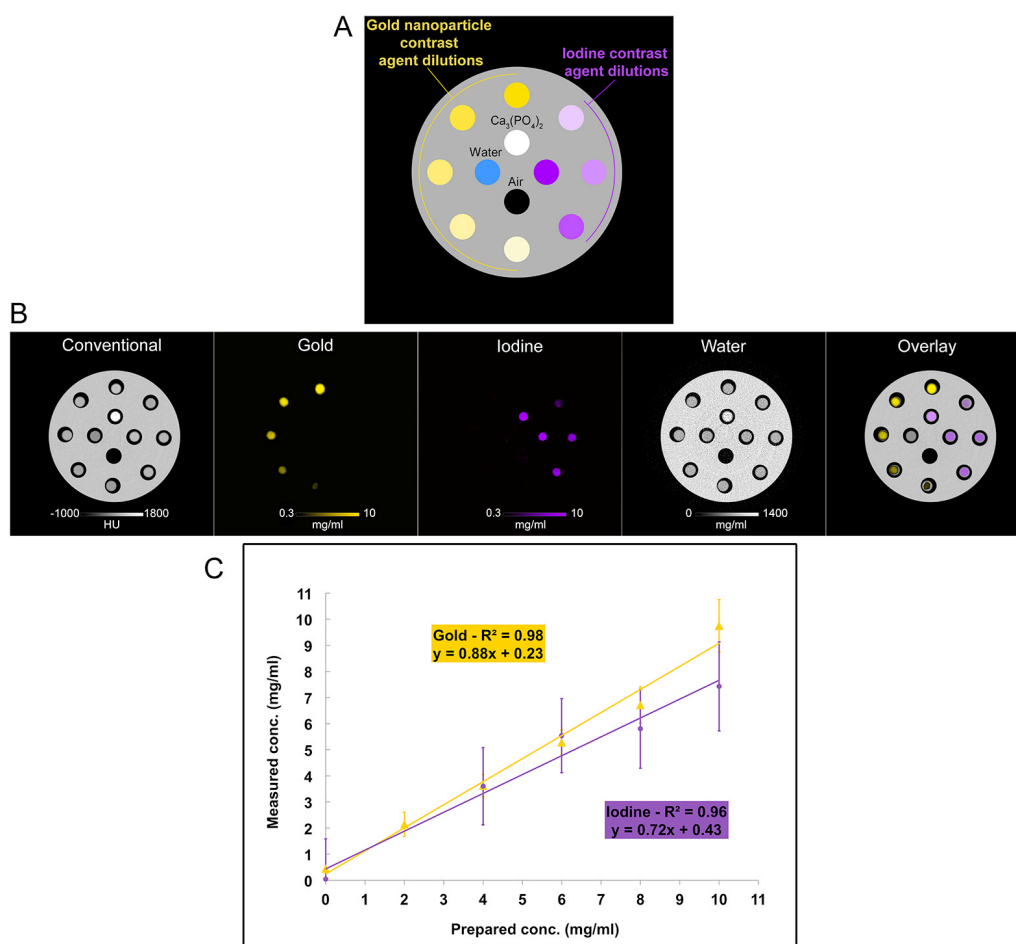 A
Gold nanoparticle
contrast
agent dilutions
Iodine contrast
agent dilutions
Ca₃(PO₄)₂
Water
Air
B
Conventional
Gold
Iodine
Water
Overlay
-1000 1800
HU
0.3 10
mg/ml
0.3 10
mg/ml
0 1400
mg/ml
C
11
10
9
8
7
6
5
4
3
2
1
0
Measured conc. (mg/ml)
Gold - R² = 0.98
y = 0.88x + 0.23
Iodine - R² = 0.96
y = 0.72x + 0.43
0 1 2 3 4 5 6 7 8 9 10 11
Prepared conc. (mg/ml)